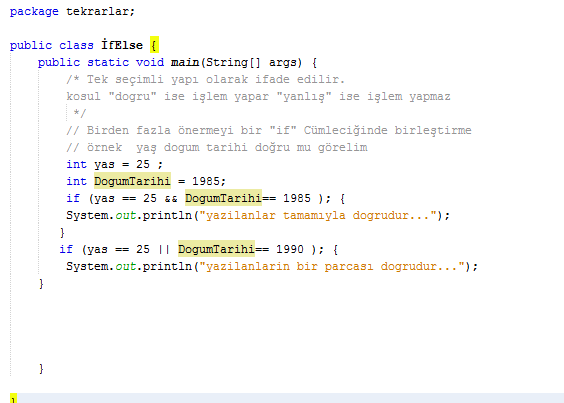 package tekrarlar;
public class İfElse {
public static void main(String[] args) {
/* Tek seçimli yapı olarak ifade edilir.
kosul "dogru" ise işlem yapar "yanlış" ise işlem yapmaz
*/
// Birden fazla önermeyi bir "if" Cümleciğinde birleştirme
// örnek  yaş dogum tarihi doğru mu görelim
int yas = 25 ;
int DogumTarihi = 1985;
if (yas == 25 && DogumTarihi== 1985 ); {
System.out.println("yazilanlar tamamıyla dogrudur...");
}
if (yas == 25 || DogumTarihi== 1990 ); {
System.out.println("yazilanlarin bir parcası dogrudur...");
}
}
}